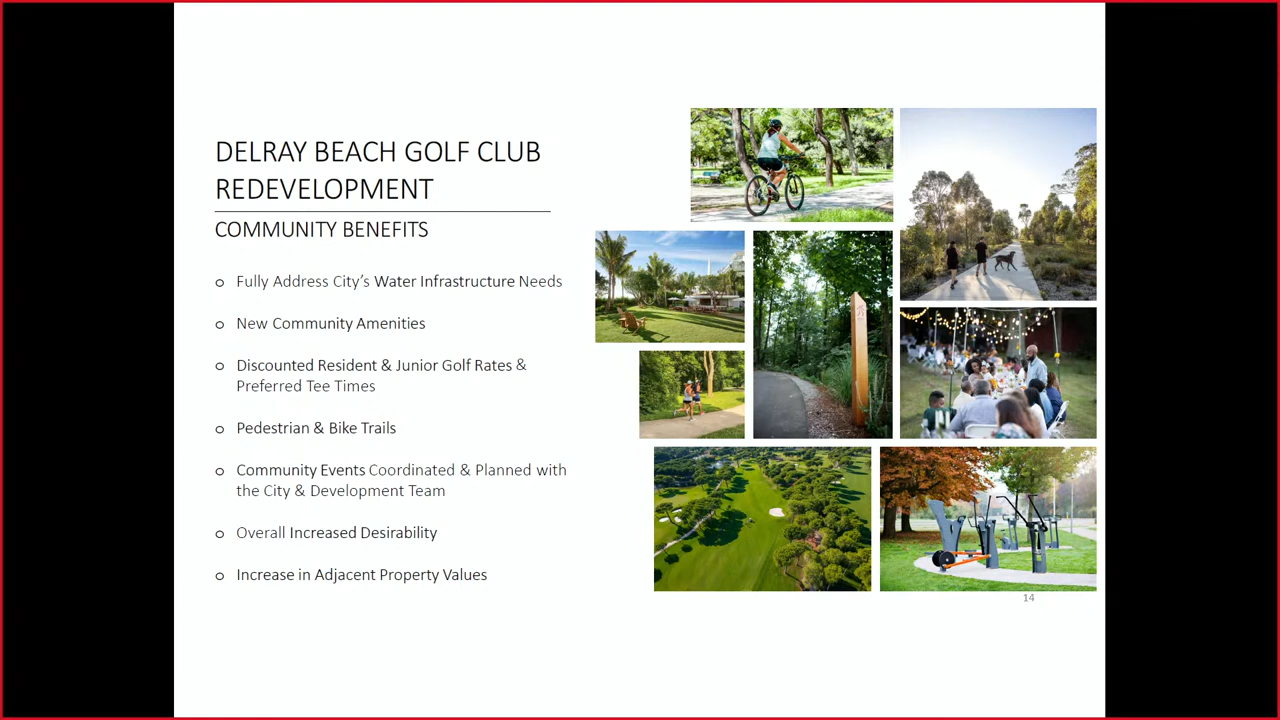 DELRAY BEACH GOLF CLUB
REDEVELOPMENT
COMMUNITY BENEFITS
o Fully Address City's Water Infrastructure Needs
o New Community Amenities
o Discounted Resident & Junior Golf Rates &
Preferred Tee Times
o Pedestrian & Bike Trails
o Community Events Coordinated & Planned with
the City & Development Team
o Overall Increased Desirability
o Increase in Adjacent Property Values
14